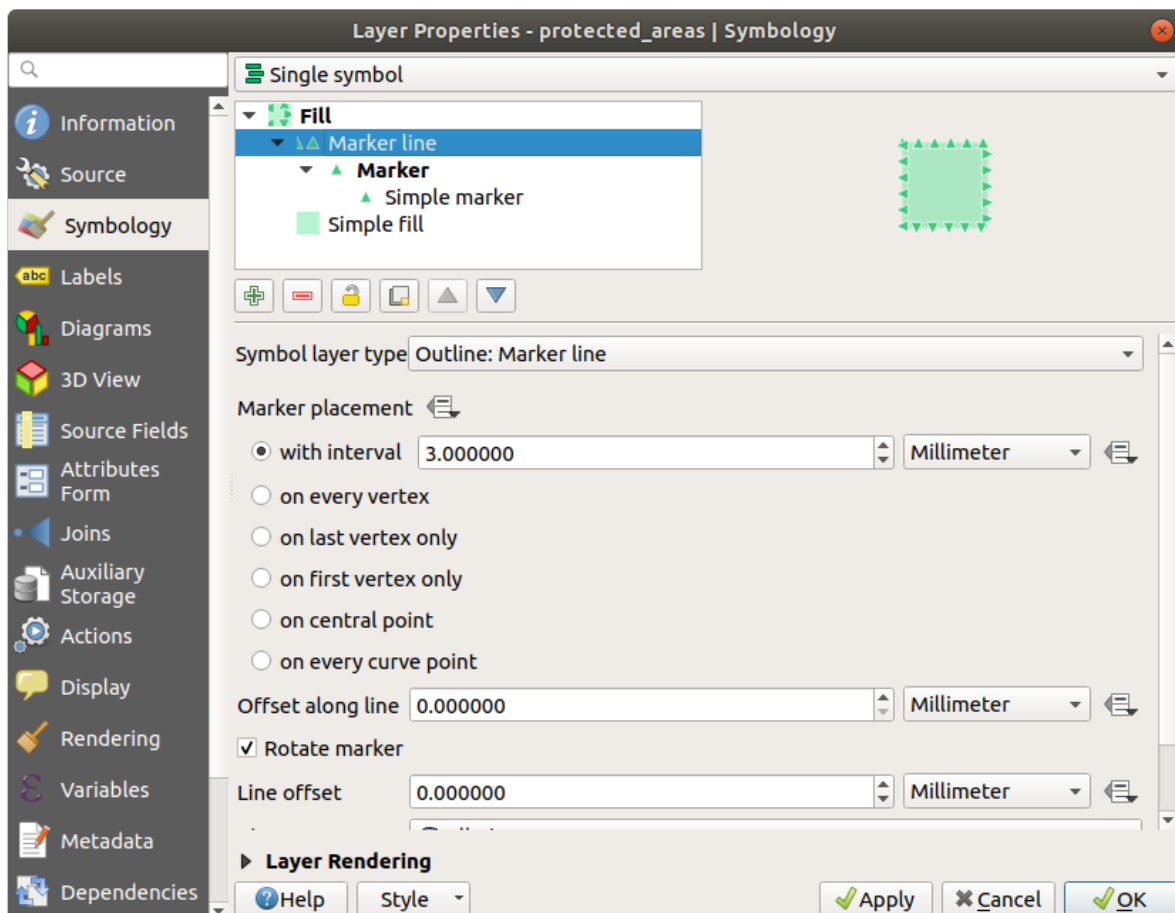 Layer Properties - protected_areas | Symbology
Single symbol
Information
Source
Symbology
abc Labels
Diagrams
3D View
Source Fields
Attributes
Form
Joins
Auxiliary
Storage
Actions
Display
Rendering
Variables
Metadata
Dependencies
Fill
Marker line
Marker
Simple marker
Simple fill
Symbol layer type Outline: Marker line
Marker placement
with interval 3.000000 Millimeter
on every vertex
on last vertex only
on first vertex only
on central point
on every curve point
Offset along line 0.000000 Millimeter
Rotate marker
Line offset 0.000000 Millimeter
Layer Rendering
Help Style Apply Cancel OK